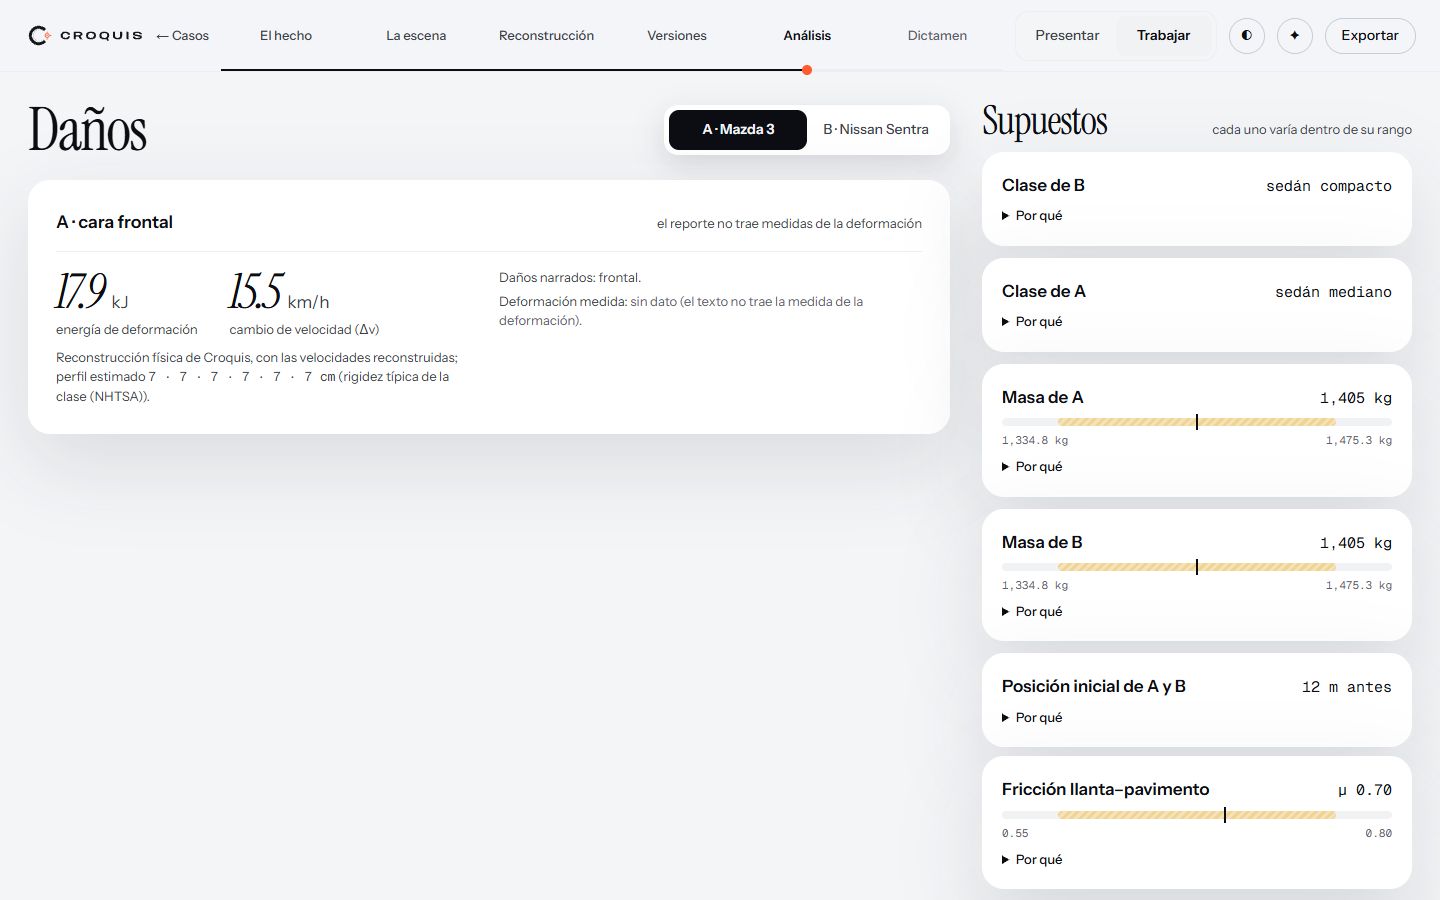 CROQUIS
← Casos
El hecho
La escena
Reconstrucción
Versiones
Análisis
Dictamen
Presentar
Trabajar
Exportar
Daños
A · Mazda 3
B · Nissan Sentra
A · cara frontal
el reporte no trae medidas de la deformación
17.9 kJ
energía de deformación
15.5 km/h
cambio de velocidad (Δv)
Reconstrucción física de Croquis, con las velocidades reconstruidas;
perfil estimado 7 · 7 · 7 · 7 · 7 · 7 cm (rigidez típica de la
clase (NHTSA)).
Daños narrados: frontal.
Deformación medida: sin dato (el texto no trae la medida de la
deformación).
Supuestos
cada uno varía dentro de su rango
Clase de B
sedán compacto
Por qué
Clase de A
sedán mediano
Por qué
Masa de A
1,405 kg
1,334.8 kg
1,475.3 kg
Por qué
Masa de B
1,405 kg
1,334.8 kg
1,475.3 kg
Por qué
Posición inicial de A y B
12 m antes
Por qué
Fricción llanta–pavimento
µ 0.70
0.55
0.80
Por qué